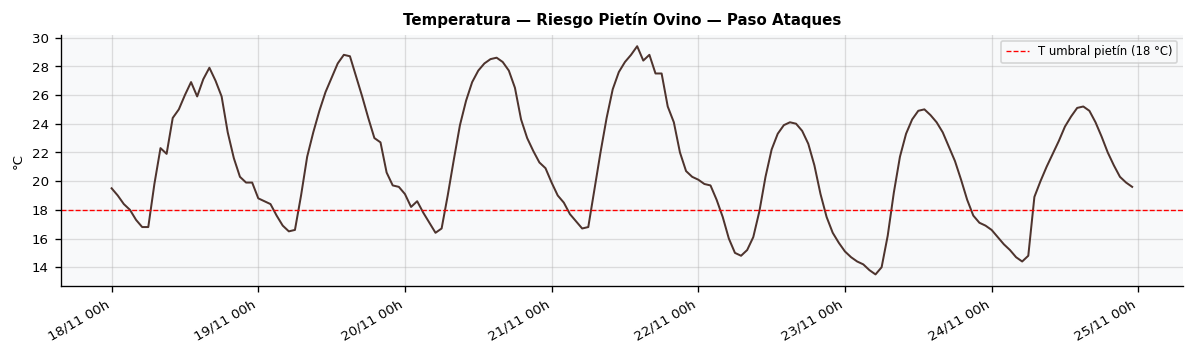 Temperatura — Riesgo Pietín Ovino — Paso Ataques
T umbral pietín (18 °C)
°C
30
28
26
24
22
20
18
16
14
18/11 00h
19/11 00h
20/11 00h
21/11 00h
22/11 00h
23/11 00h
24/11 00h
25/11 00h